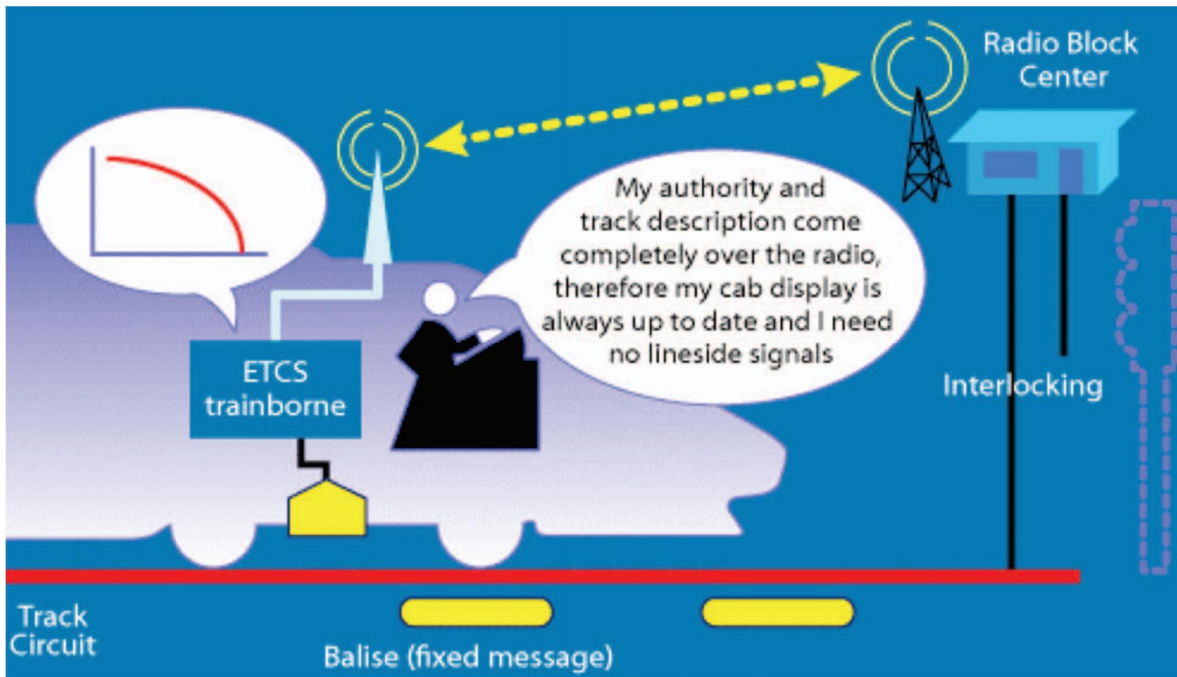 Radio Block
Center
My authority and
track description come
completely over the radio,
therefore my cab display is
always up to date and I need
no lineside signals
ETCS
trainborne
Interlocking
Track
Circuit
Balise (fixed message)